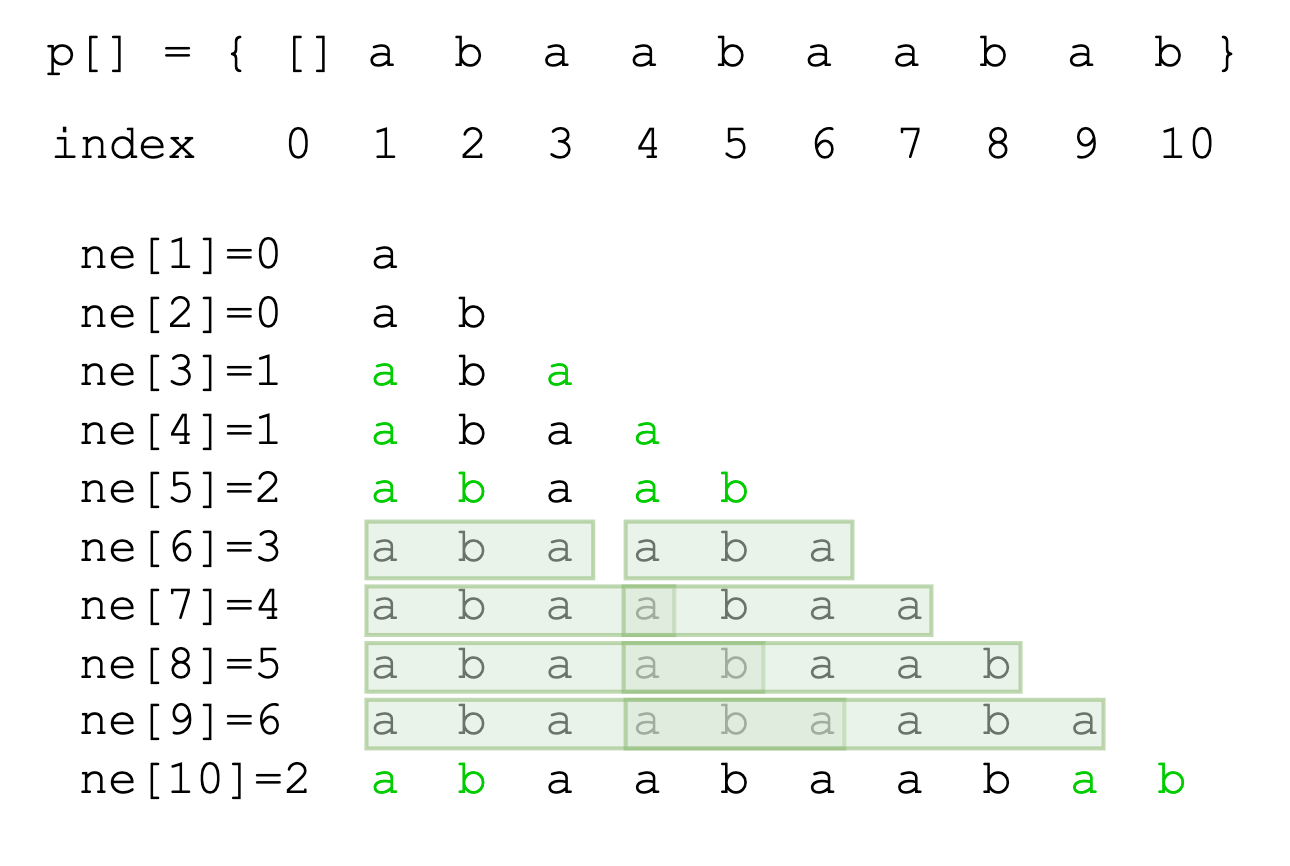 p[] = { [] a b a a b a a b a b }
index 0 1 2 3 4 5 6 7 8 9 10
ne[1]=0 a
ne[2]=0 a b
ne[3]=1 a b a
ne[4]=1 a b a a
ne[5]=2 a b a a b
ne[6]=3 a b a a b a
ne[7]=4 a b a a b a a
ne[8]=5 a b a a b a a b
ne[9]=6 a b a a b a a b a
ne[10]=2 a b a a b a a b a b